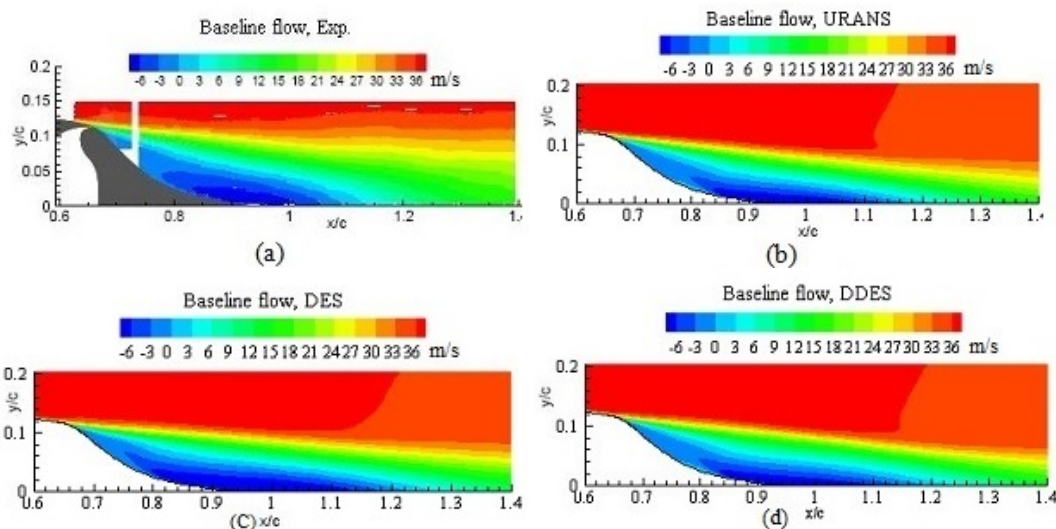 Baseline flow, Exp.
-6 -3 0 3 6 9 12 15 18 21 24 27 30 33 36 m/s
0.2
0.15
0.1
0.05
0
y/c
0.6 0.8 1 1.2 1.4
x/c
(a)
Baseline flow, URANS
-6 -3 0 3 6 9 12 15 18 21 24 27 30 33 36 m/s
0.2
0.1
0
y/c
0.6 0.7 0.8 0.9 1 1.1 1.2 1.3 1.4
x/c
(b)
Baseline flow, DES
-6 -3 0 3 6 9 12 15 18 21 24 27 30 33 36 m/s
0.2
0.1
0
y/c
0.6 0.7 0.8 0.9 1 1.1 1.2 1.3 1.4
(C) x/c
Baseline flow, DDES
-6 -3 0 3 6 9 12 15 18 21 24 27 30 33 36 m/s
0.2
0.1
0
y/c
0.6 0.7 0.8 0.9 1 1.1 1.2 1.3 1.4
x/c
(d)